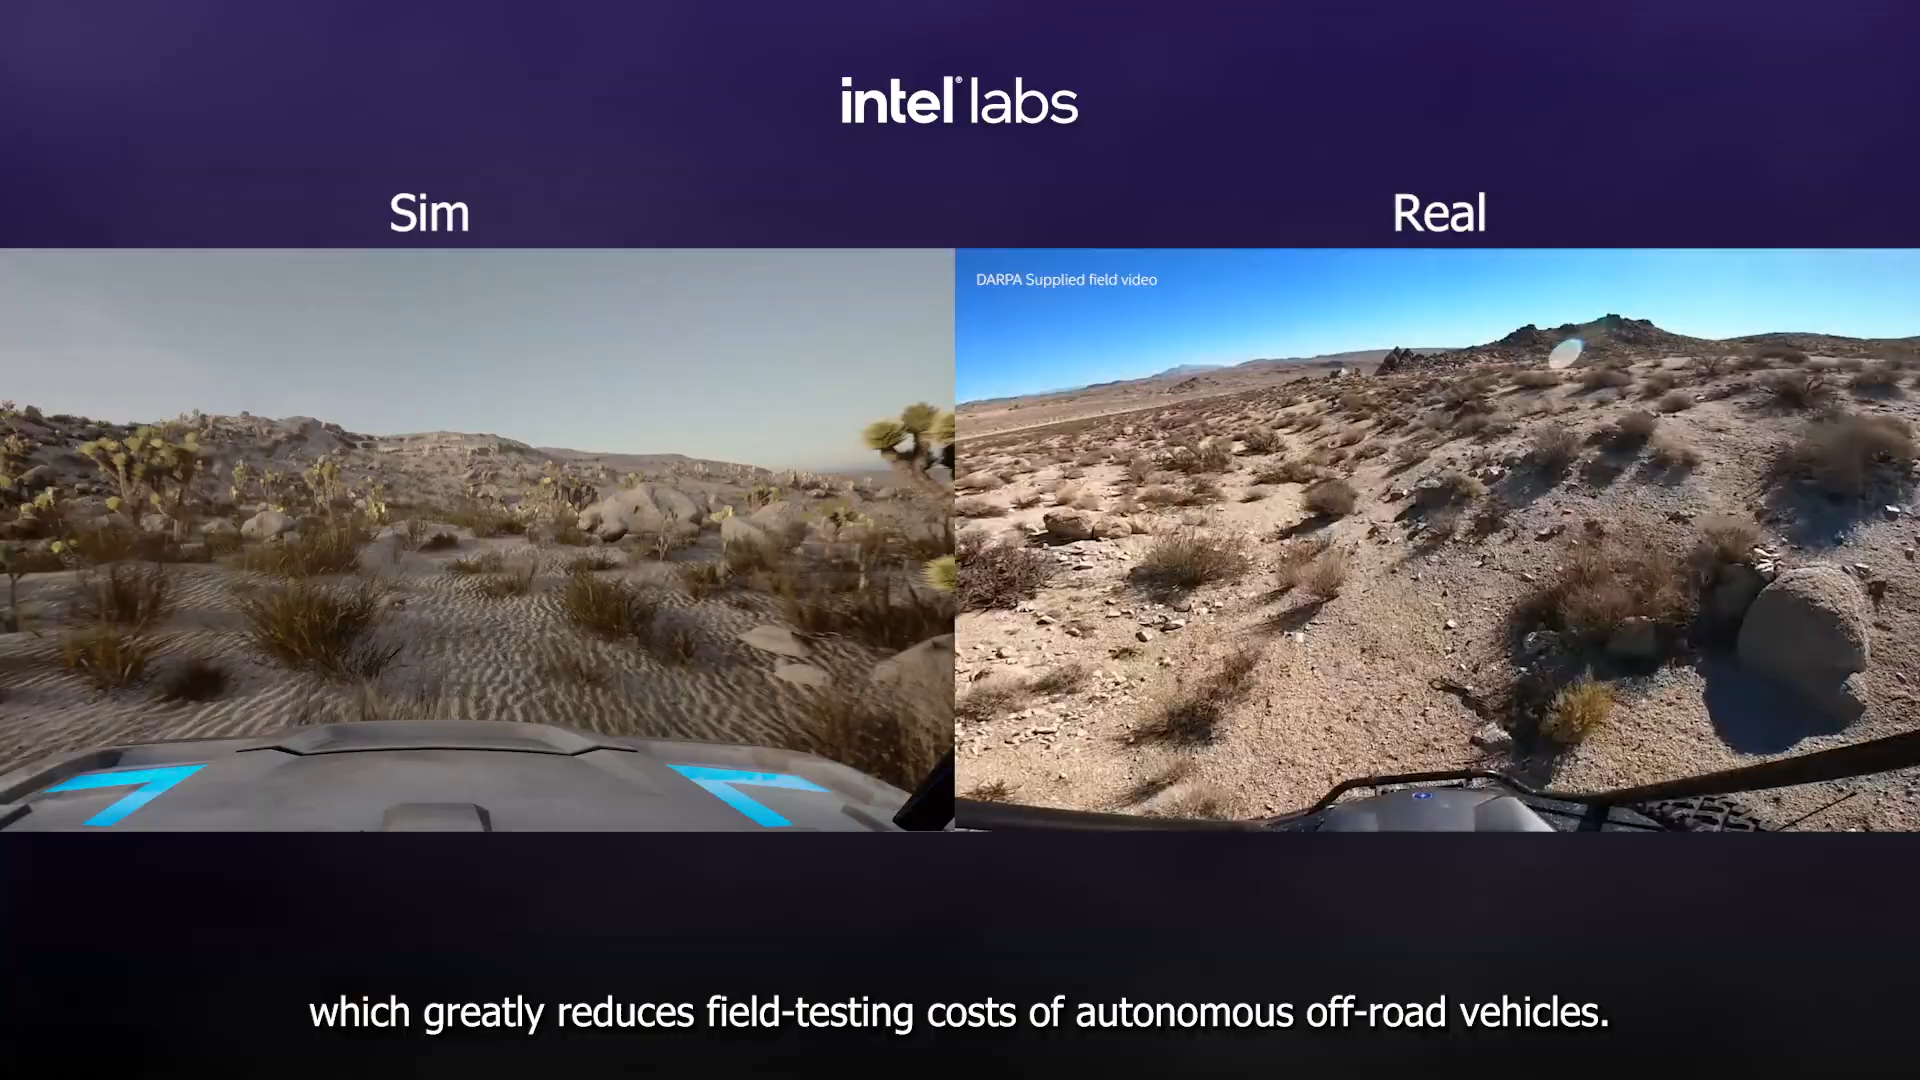 intel® labs
Sim
Real
DARPA Supplied field video
which greatly reduces field-testing costs of autonomous off-road vehicles.